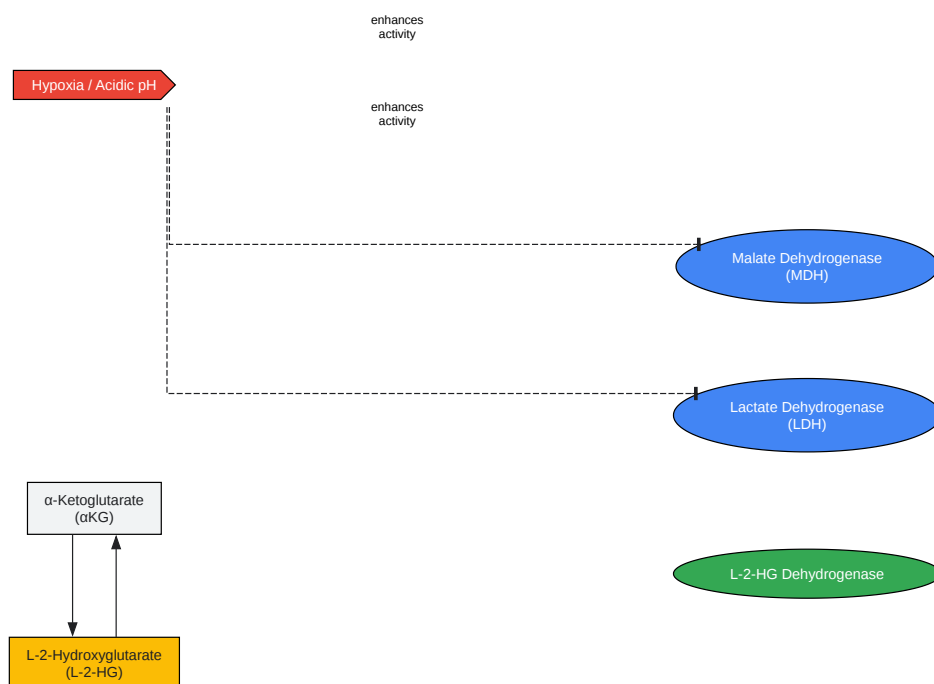 enhances
activity
Hypoxia / Acidic pH
enhances
activity
Malate Dehydrogenase
(MDH)
Lactate Dehydrogenase
(LDH)
α-Ketoglutarate
(αKG)
L-2-HG Dehydrogenase
L-2-Hydroxyglutarate
(L-2-HG)